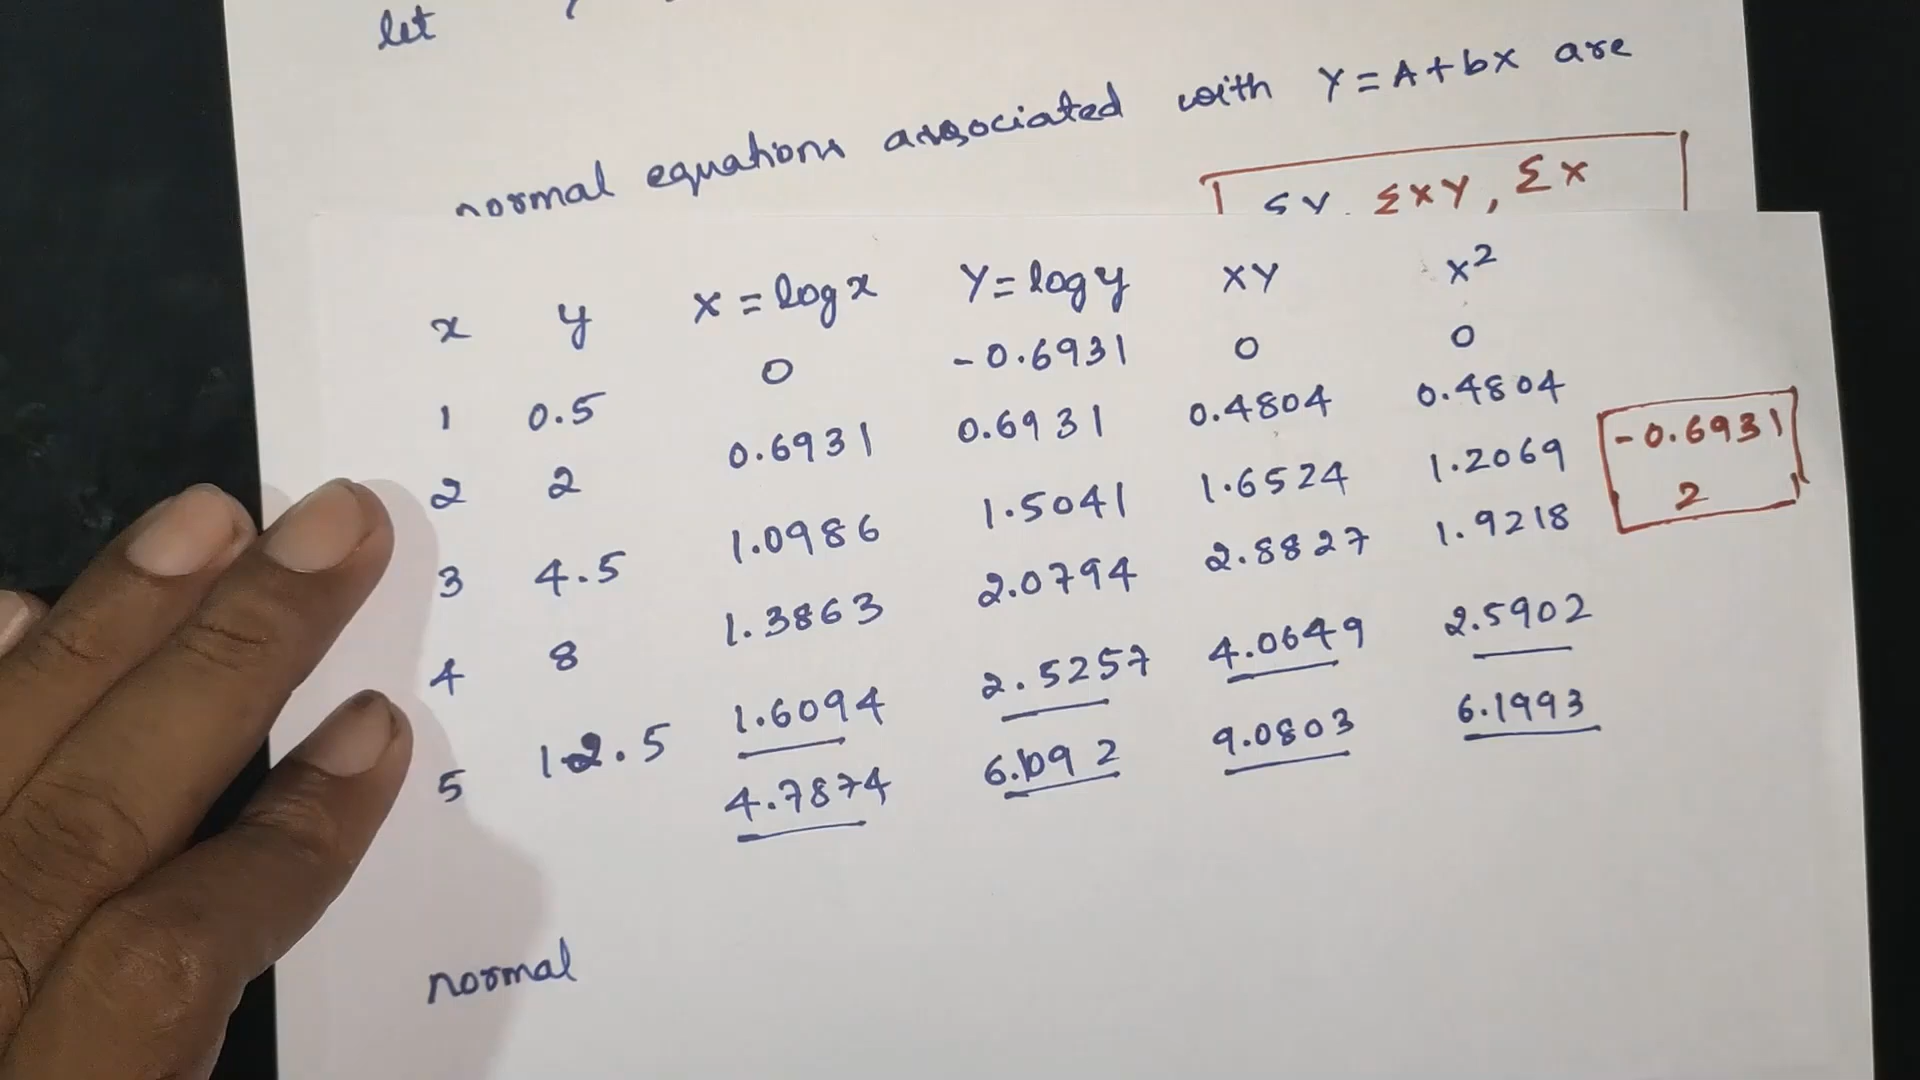 let
normal equations associated with Y = A + bX are
ΣY, ΣXY, ΣX
x y X = log x Y = log y XY X²
1 0.5 0 -0.6931 0 0
2 2 0.6931 0.6931 0.4804 0.4804
3 4.5 1.0986 1.5041 1.6524 1.2069
4 8 1.3863 2.0794 2.8827 1.9218
5 12.5 1.6094 2.5257 4.0649 2.5902
4.7874 6.1092 9.0803 6.1993
-0.6931
2
normal